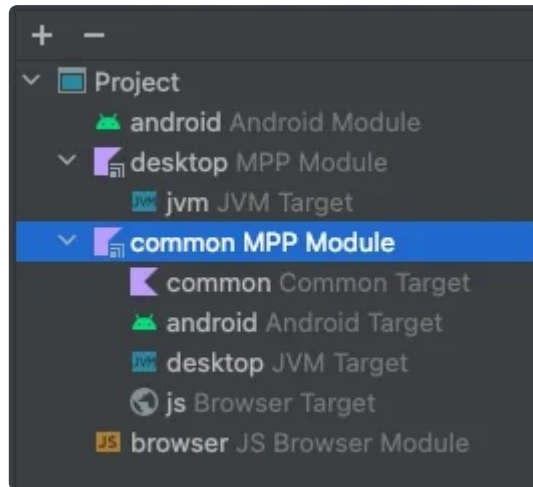 Project
android Android Module
desktop MPP Module
JVM jvm JVM Target
common MPP Module
common Common Target
android Android Target
JVM desktop JVM Target
js Browser Target
JS browser JS Browser Module